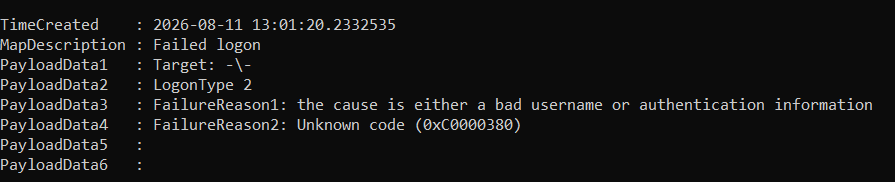 TimeCreated    : 2026-08-11 13:01:20.2332535
MapDescription : Failed logon
PayloadData1   : Target: -\-
PayloadData2   : LogonType 2
PayloadData3   : FailureReason1: the cause is either a bad username or authentication information
PayloadData4   : FailureReason2: Unknown code (0xC0000380)
PayloadData5   :
PayloadData6   :